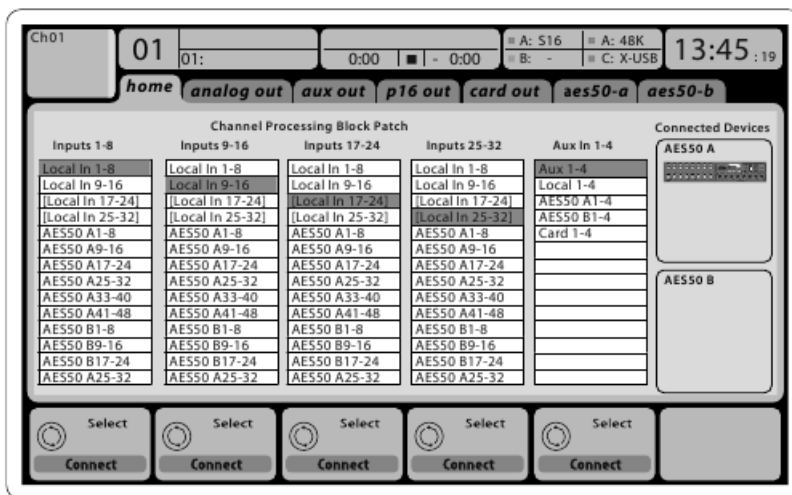 Ch01
01
01:
0:00
- 0:00
A: S16
A: 48K
B: -
C: X-USB
13:45 :19
home
analog out
aux out
p16 out
card out
aes50-a
aes50-b
Channel Processing Block Patch
Connected Devices
Inputs 1-8
Inputs 9-16
Inputs 17-24
Inputs 25-32
Aux In 1-4
Local In 1-8
Local In 9-16
[Local In 17-24]
[Local In 25-32]
AES50 A1-8
AES50 A9-16
AES50 A17-24
AES50 A25-32
AES50 A33-40
AES50 A41-48
AES50 B1-8
AES50 B9-16
AES50 B17-24
AES50 A25-32
Local In 1-8
Local In 9-16
[Local In 17-24]
[Local In 25-32]
AES50 A1-8
AES50 A9-16
AES50 A17-24
AES50 A25-32
AES50 A33-40
AES50 A41-48
AES50 B1-8
AES50 B9-16
AES50 B17-24
AES50 A25-32
Local In 1-8
Local In 9-16
[Local In 17-24]
[Local In 25-32]
AES50 A1-8
AES50 A9-16
AES50 A17-24
AES50 A25-32
AES50 A33-40
AES50 A41-48
AES50 B1-8
AES50 B9-16
AES50 B17-24
AES50 A25-32
Local In 1-8
Local In 9-16
[Local In 17-24]
[Local In 25-32]
AES50 A1-8
AES50 A9-16
AES50 A17-24
AES50 A25-32
AES50 A33-40
AES50 A41-48
AES50 B1-8
AES50 B9-16
AES50 B17-24
AES50 A25-32
Aux 1-4
Local 1-4
AES50 A1-4
AES50 B1-4
Card 1-4
AES50 A
AES50 B
Select
Connect
Select
Connect
Select
Connect
Select
Connect
Select
Connect